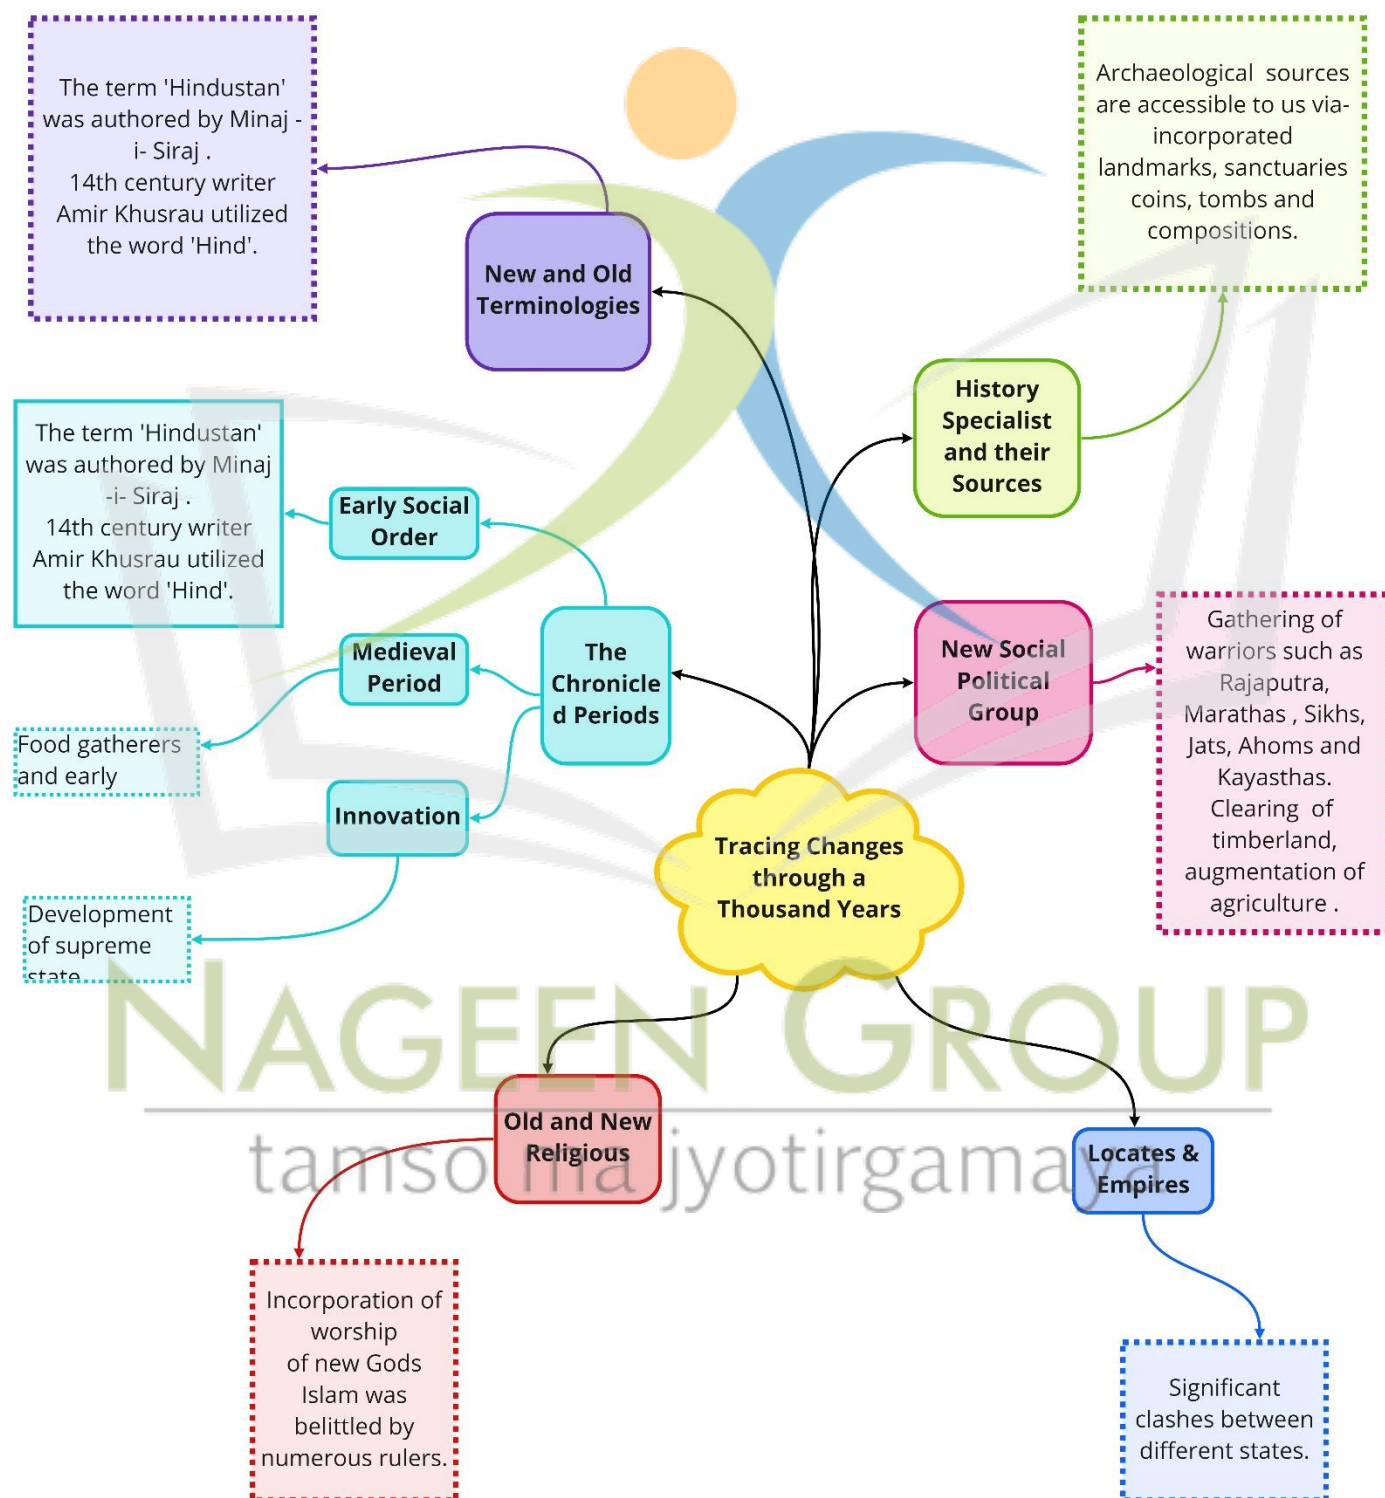 The term 'Hindustan'
was authored by Minaj -
i- Siraj .
14th century writer
Amir Khusrau utilized
the word 'Hind'.
New and Old
Terminologies
Archaeological sources
are accessible to us via-
incorporated
landmarks, sanctuaries
coins, tombs and
compositions.
History
Specialist
and their
Sources
The term 'Hindustan'
was authored by Minaj
-i- Siraj .
14th century writer
Amir Khusrau utilized
the word 'Hind'.
Early Social
Order
Medieval
Period
The
Chronicle
d Periods
Food gatherers
and early
Innovation
Development
of supreme
state
New Social
Political
Group
Gathering of
warriors such as
Rajaputra,
Marathas , Sikhs,
Jats, Ahoms and
Kayasthas.
Clearing of
timberland,
augmentation of
agriculture .
Tracing Changes
through a
Thousand Years
NAGEEN GROUP
tamso ma jyotirgamaya
Old and New
Religious
Locates &
Empires
Incorporation of
worship
of new Gods
Islam was
belittled by
numerous rulers.
Significant
clashes between
different states.